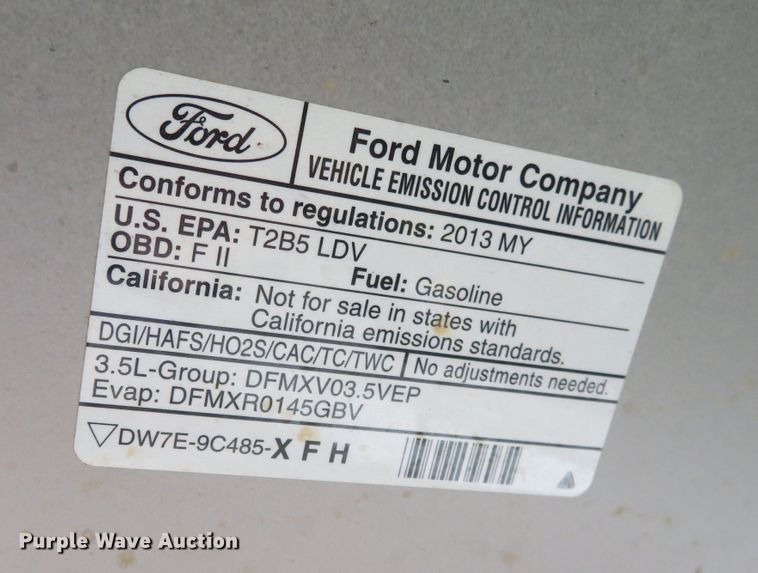 Ford
Ford Motor Company
VEHICLE EMISSION CONTROL INFORMATION
Conforms to regulations: 2013 MY
U.S. EPA: T2B5 LDV
OBD: F II
Fuel: Gasoline
California: Not for sale in states with
California emissions standards.
DGI/HAFS/HO2S/CAC/TC/TWC
No adjustments needed.
3.5L-Group: DFMXV03.5VEP
Evap: DFMXR0145GBV
DW7E-9C485-X F H
Purple Wave Auction